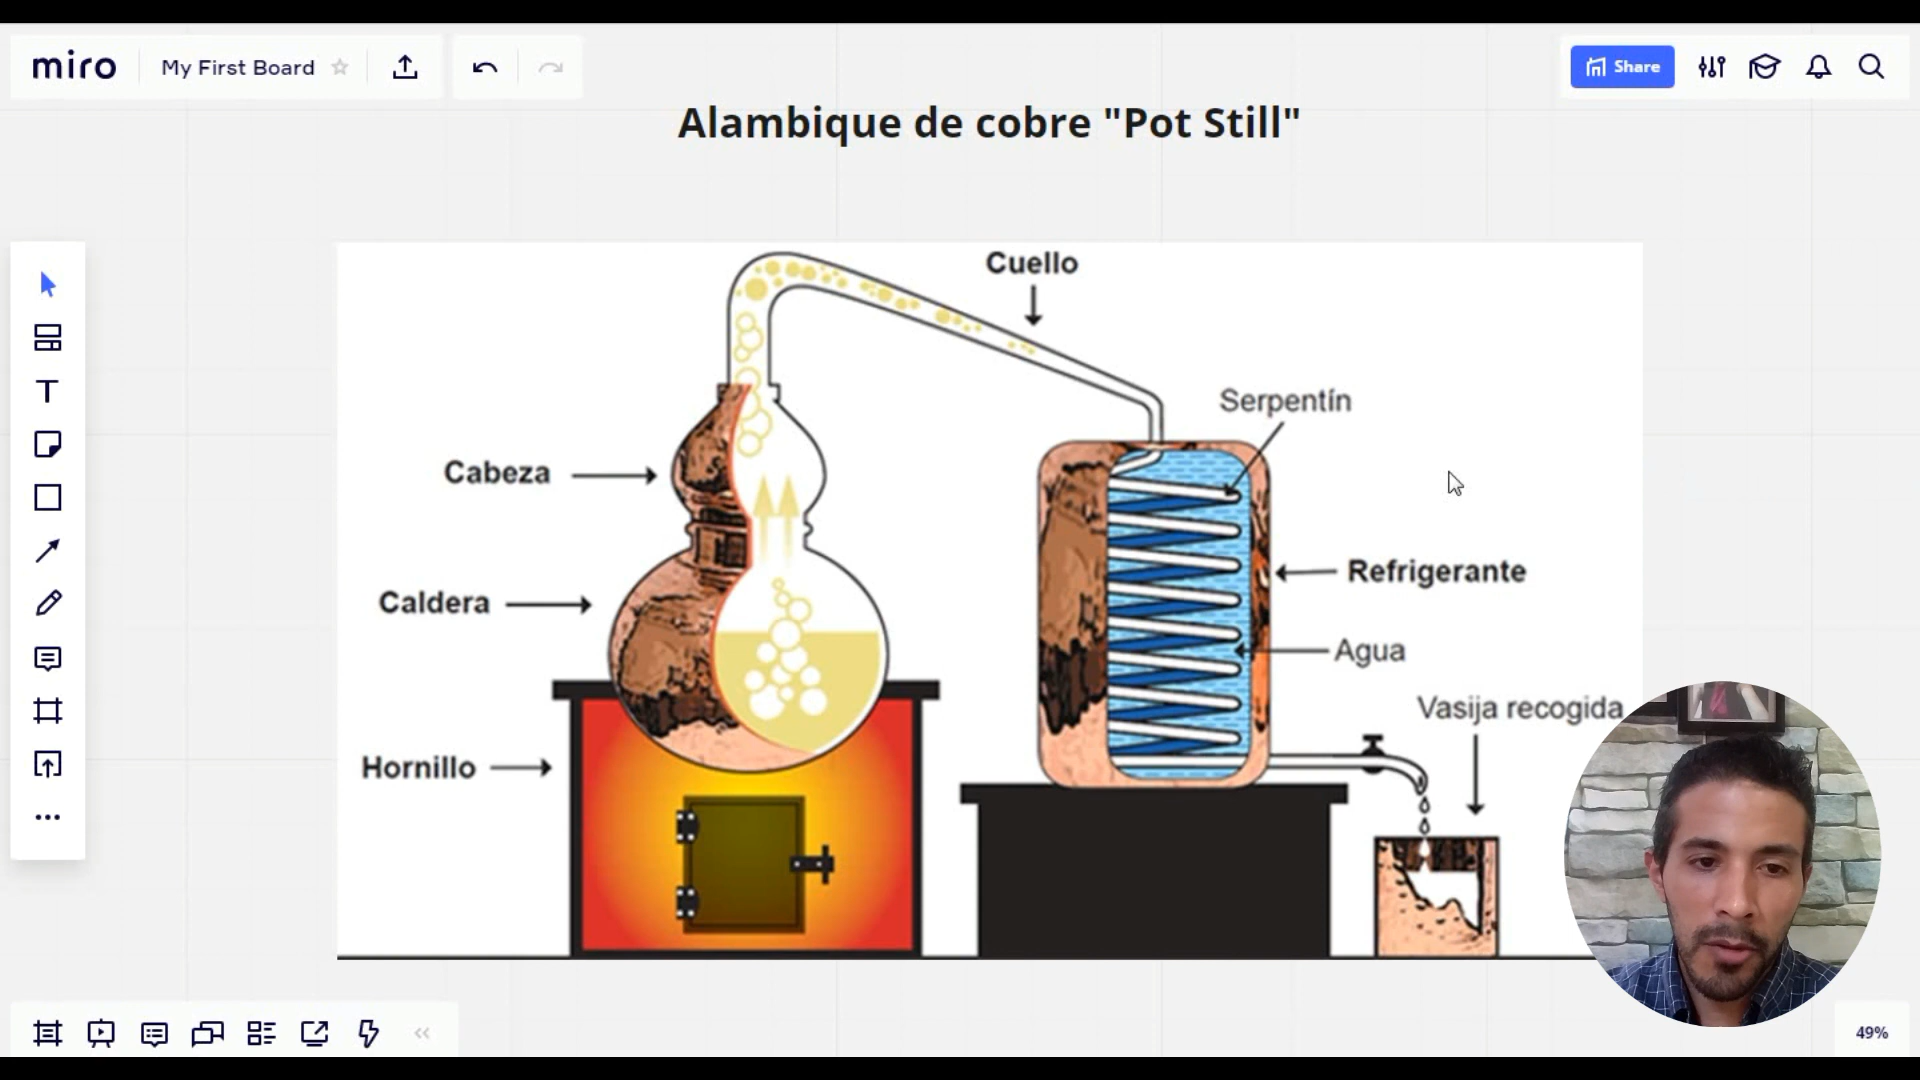 miro
My First Board
Share
Alambique de cobre "Pot Still"
Cuello
Serpentín
Cabeza
Refrigerante
Caldera
Agua
Vasija recogida
Hornillo
49%